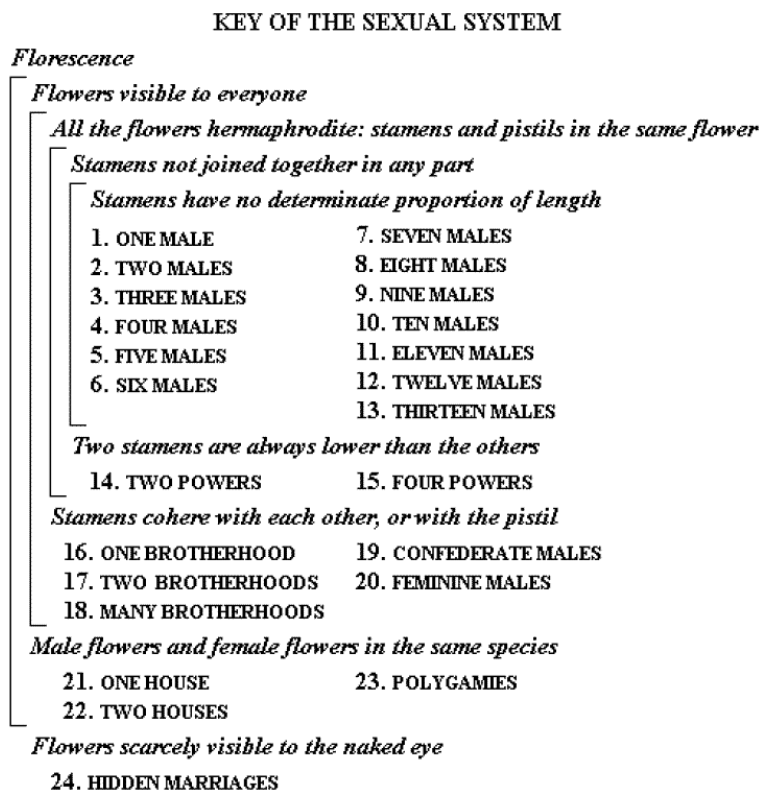 KEY OF THE SEXUAL SYSTEM
Florescence
Flowers visible to everyone
All the flowers hermaphrodite: stamens and pistils in the same flower
Stamens not joined together in any part
Stamens have no determinate proportion of length
1. ONE MALE
2. TWO MALES
3. THREE MALES
4. FOUR MALES
5. FIVE MALES
6. SIX MALES
7. SEVEN MALES
8. EIGHT MALES
9. NINE MALES
10. TEN MALES
11. ELEVEN MALES
12. TWELVE MALES
13. THIRTEEN MALES
Two stamens are always lower than the others
14. TWO POWERS
15. FOUR POWERS
Stamens cohere with each other, or with the pistil
16. ONE BROTHERHOOD
17. TWO BROTHERHOODS
18. MANY BROTHERHOODS
19. CONFEDERATE MALES
20. FEMININE MALES
Male flowers and female flowers in the same species
21. ONE HOUSE
22. TWO HOUSES
23. POLYGAMIES
Flowers scarcely visible to the naked eye
24. HIDDEN MARRIAGES